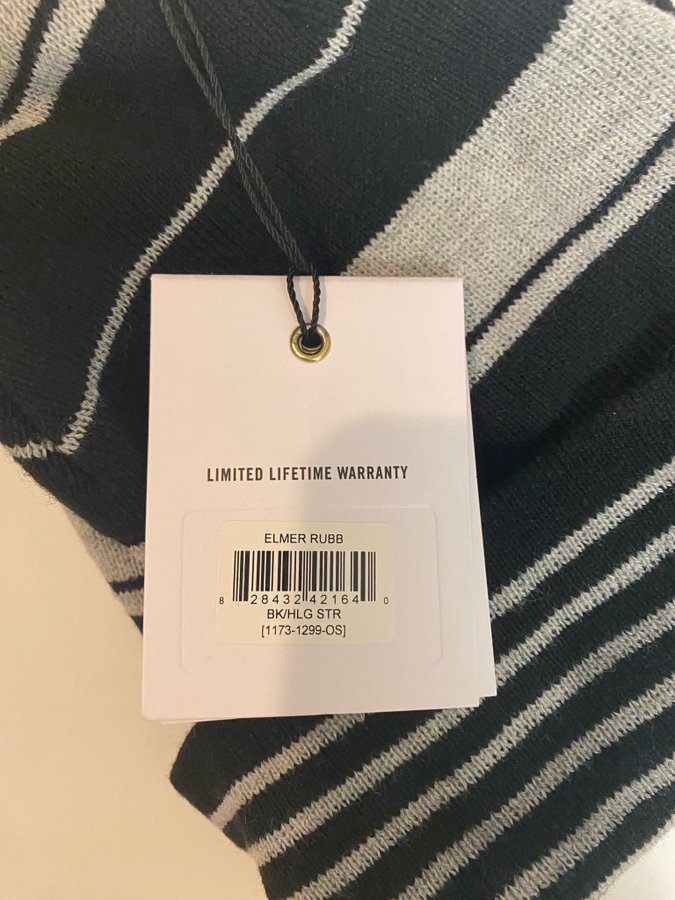 LIMITED LIFETIME WARRANTY
ELMER RUBB
8 28432 42164 0
BK/HLG STR
[1173-1299-OS]